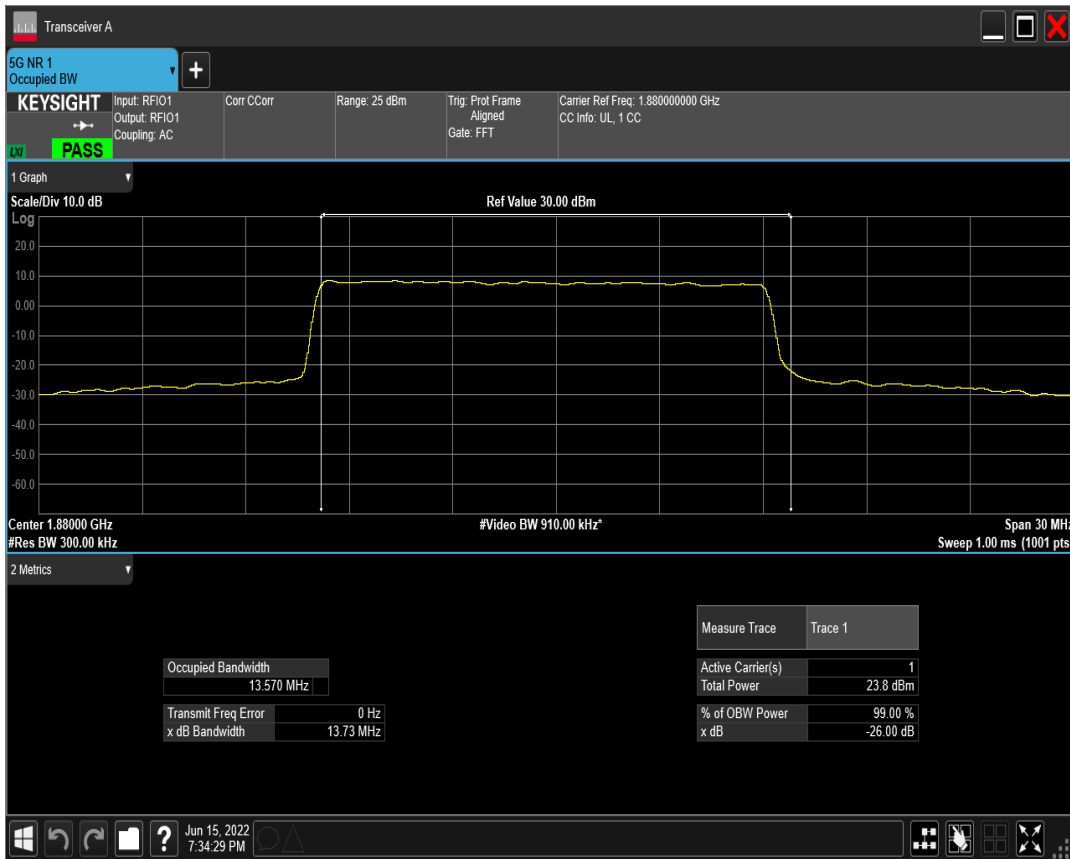 Transceiver A
5G NR 1
Occupied BW
+
KEYSIGHT
LXI
PASS
Input: RFIO1
Output: RFIO1
Coupling: AC
Corr CCorr
Range: 25 dBm
Trig: Prot Frame
Aligned
Gate: FFT
Carrier Ref Freq: 1.880000000 GHz
CC Info: UL, 1 CC
1 Graph
Scale/Div 10.0 dB
Ref Value 30.00 dBm
Log
20.0
10.0
0.00
-10.0
-20.0
-30.0
-40.0
-50.0
-60.0
Center 1.88000 GHz
#Video BW 910.00 kHz*
Span 30 MHz
#Res BW 300.00 kHz
Sweep 1.00 ms (1001 pts
2 Metrics
Measure Trace Trace 1
Occupied Bandwidth
13.570 MHz
Active Carrier(s) 1
Total Power 23.8 dBm
Transmit Freq Error 0 Hz
x dB Bandwidth 13.73 MHz
% of OBW Power 99.00 %
x dB -26.00 dB
?
Jun 15, 2022
7:34:29 PM